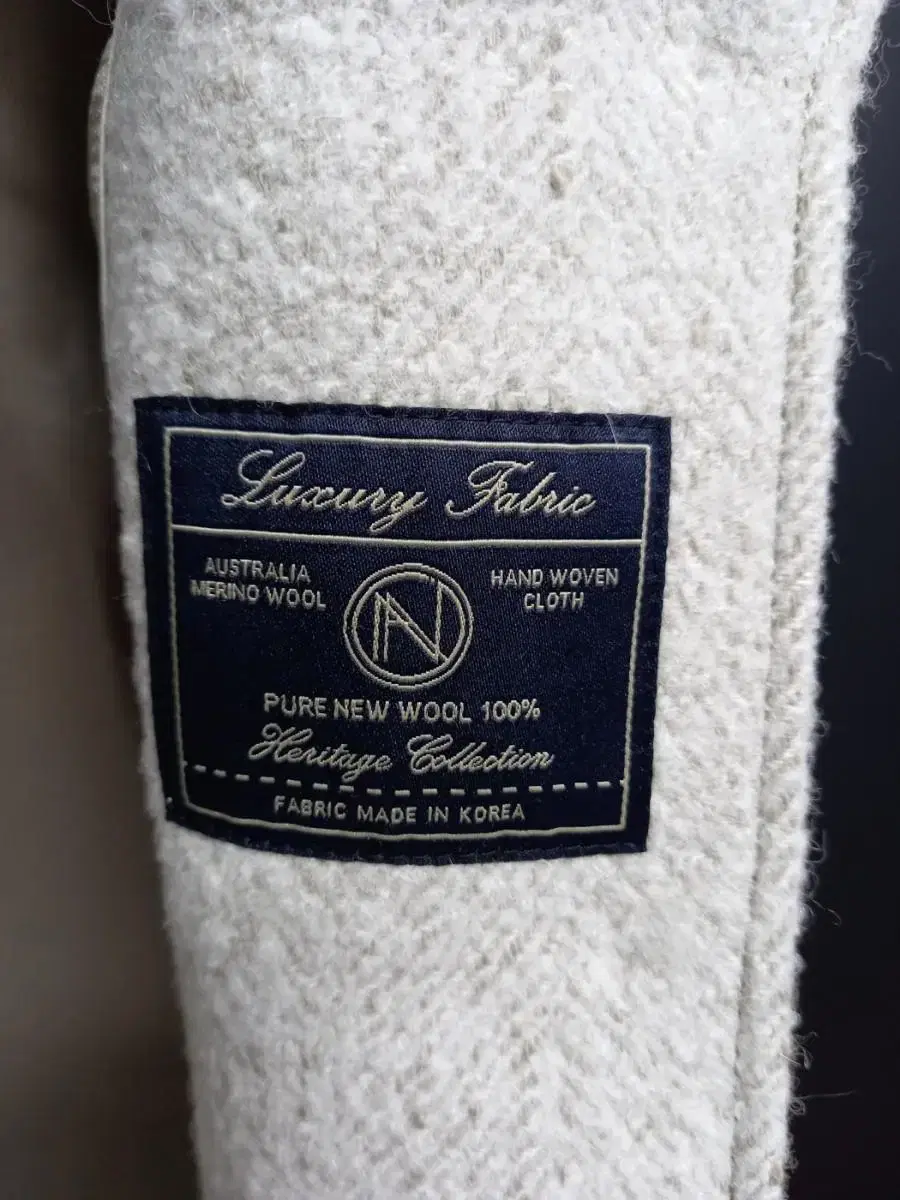 Luxury Fabric
AUSTRALIA
MERINO WOOL
HAND WOVEN
CLOTH
PURE NEW WOOL 100%
Heritage Collection
FABRIC MADE IN KOREA